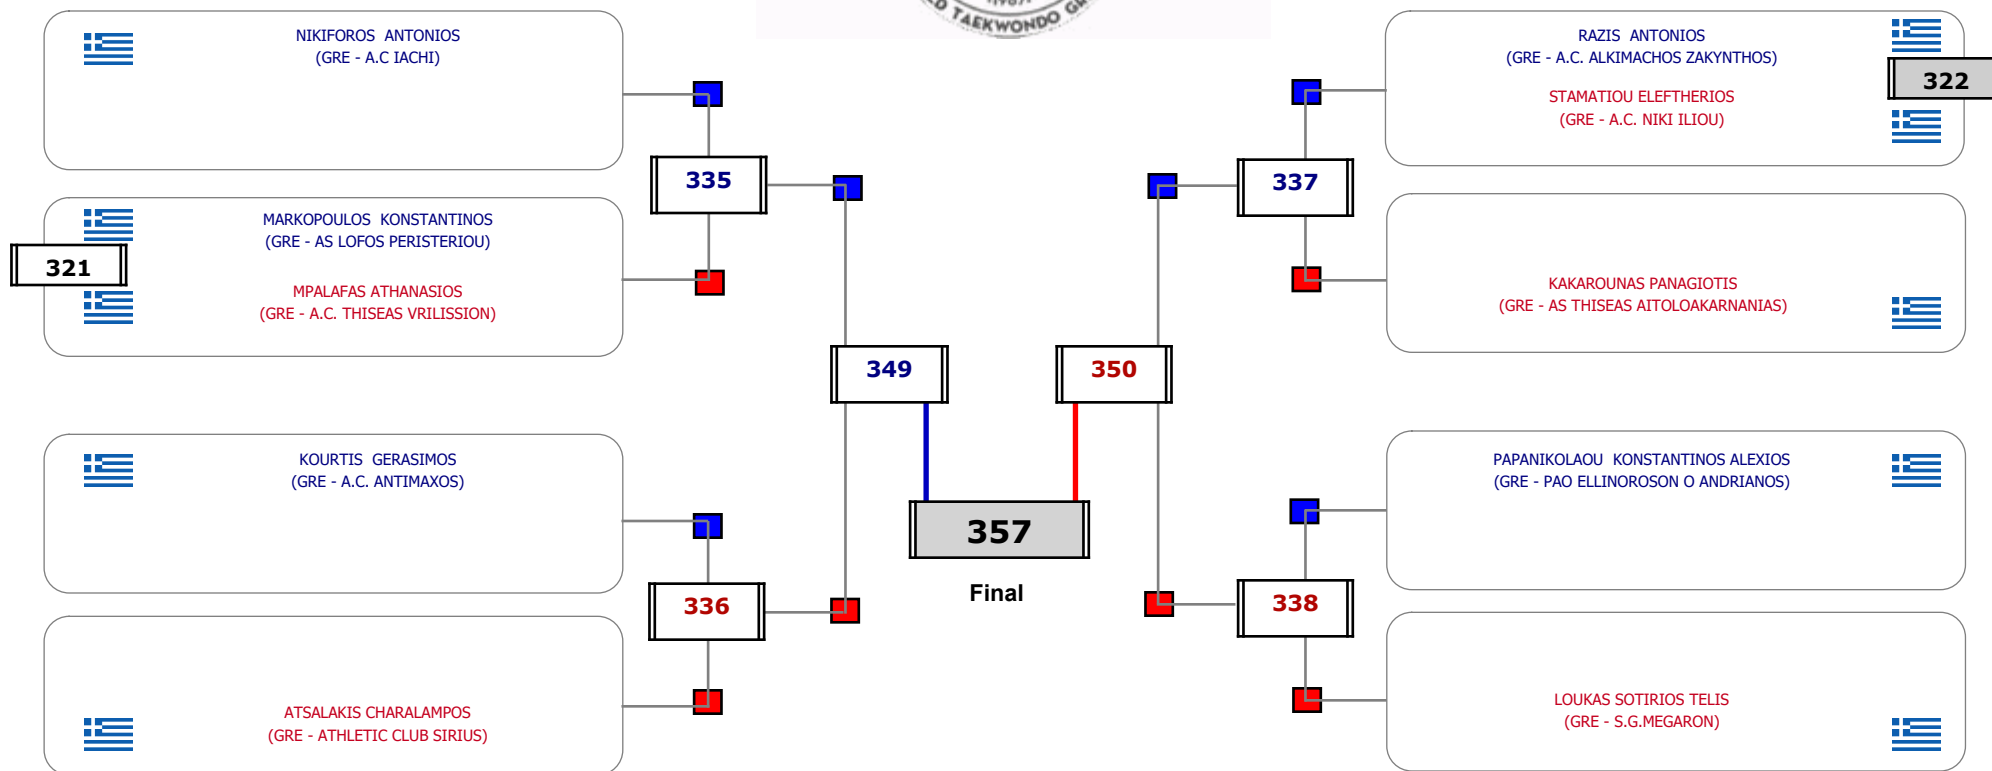 TAEKWONDO
NIKIFOROS ANTONIOS
(GRE - A.C IACHI)
335
MARKOPOULOS KONSTANTINOS
(GRE - AS LOFOS PERISTERIOU)
321
MPALAFAS ATHANASIOS
(GRE - A.C. THISEAS VRILISSION)
349
KOURTIS GERASIMOS
(GRE - A.C. ANTIMAXOS)
336
ATSALAKIS CHARALAMPOS
(GRE - ATHLETIC CLUB SIRIUS)
357
Final
RAZIS ANTONIOS
(GRE - A.C. ALKIMACHOS ZAKYNTHOS)
322
STAMATIOU ELEFTHERIOS
(GRE - A.C. NIKI ILIOU)
337
KAKAROUNAS PANAGIOTIS
(GRE - AS THISEAS AITOLOAKARNANIAS)
350
PAPANIKOLAOU KONSTANTINOS ALEXIOS
(GRE - PAO ELLINOROSON O ANDRIANOS)
338
LOUKAS SOTIRIOS TELIS
(GRE - S.G.MEGARON)